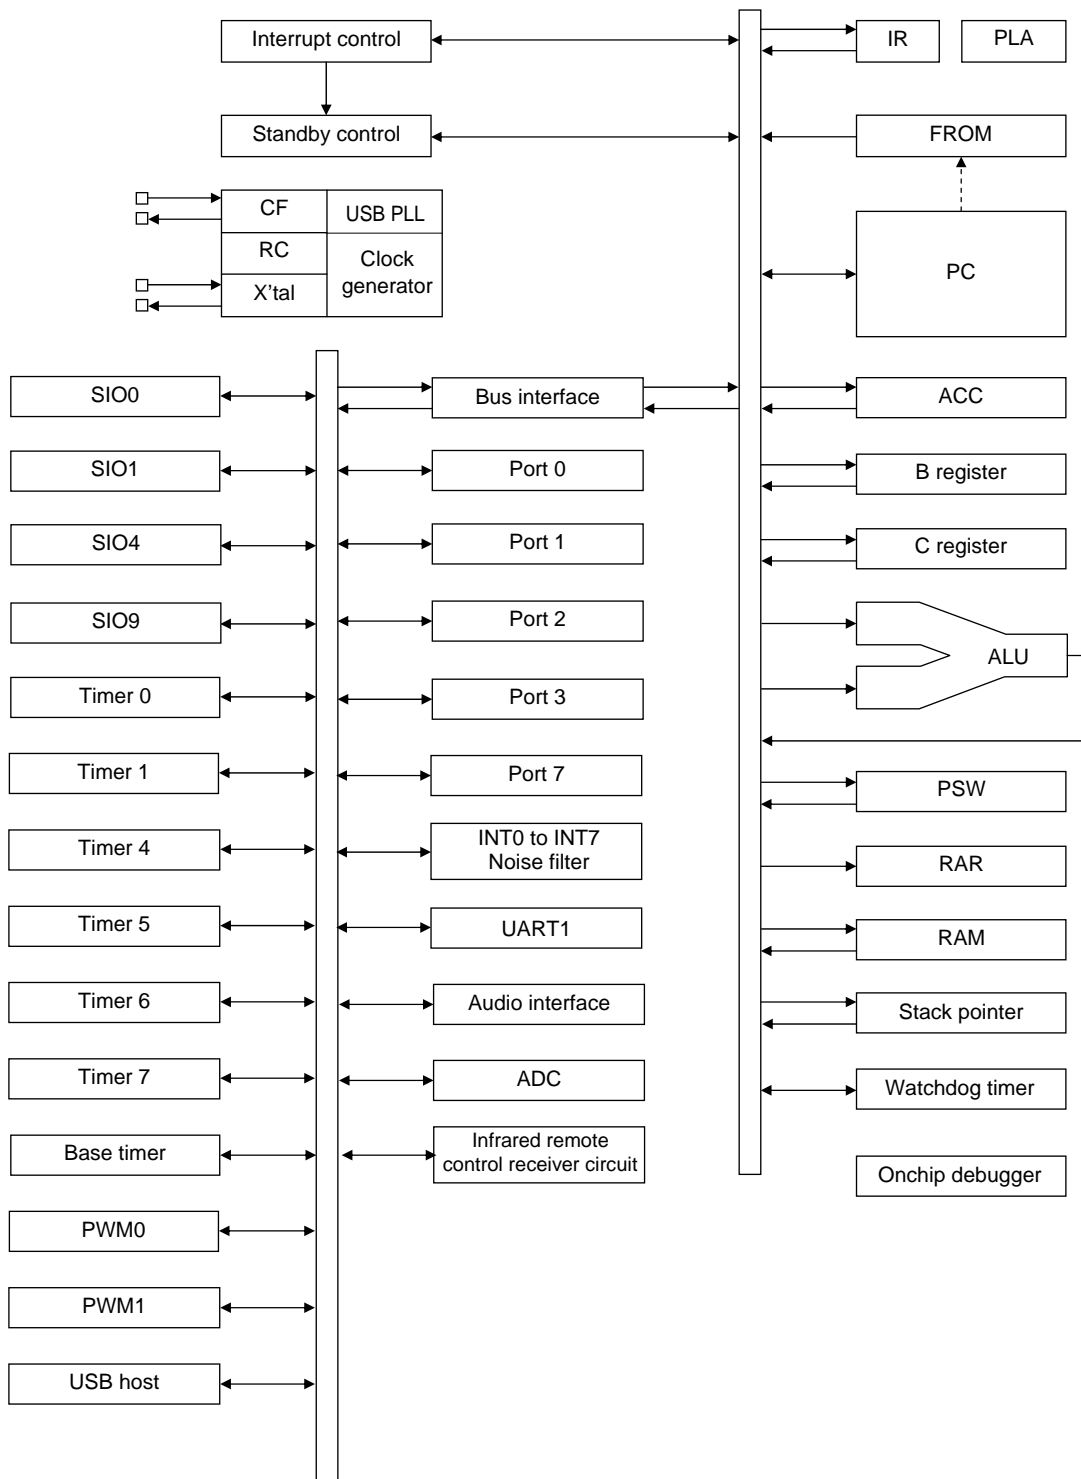 Interrupt control
IR
PLA
Standby control
FROM
CF
USB PLL
RC
Clock
generator
X'tal
PC
SIO0
Bus interface
ACC
SIO1
Port 0
B register
SIO4
Port 1
C register
SIO9
Port 2
ALU
Timer 0
Port 3
Timer 1
Port 7
PSW
Timer 4
INT0 to INT7
Noise filter
RAR
Timer 5
UART1
RAM
Timer 6
Audio interface
Stack pointer
Timer 7
ADC
Watchdog timer
Base timer
Infrared remote
control receiver circuit
Onchip debugger
PWM0
PWM1
USB host